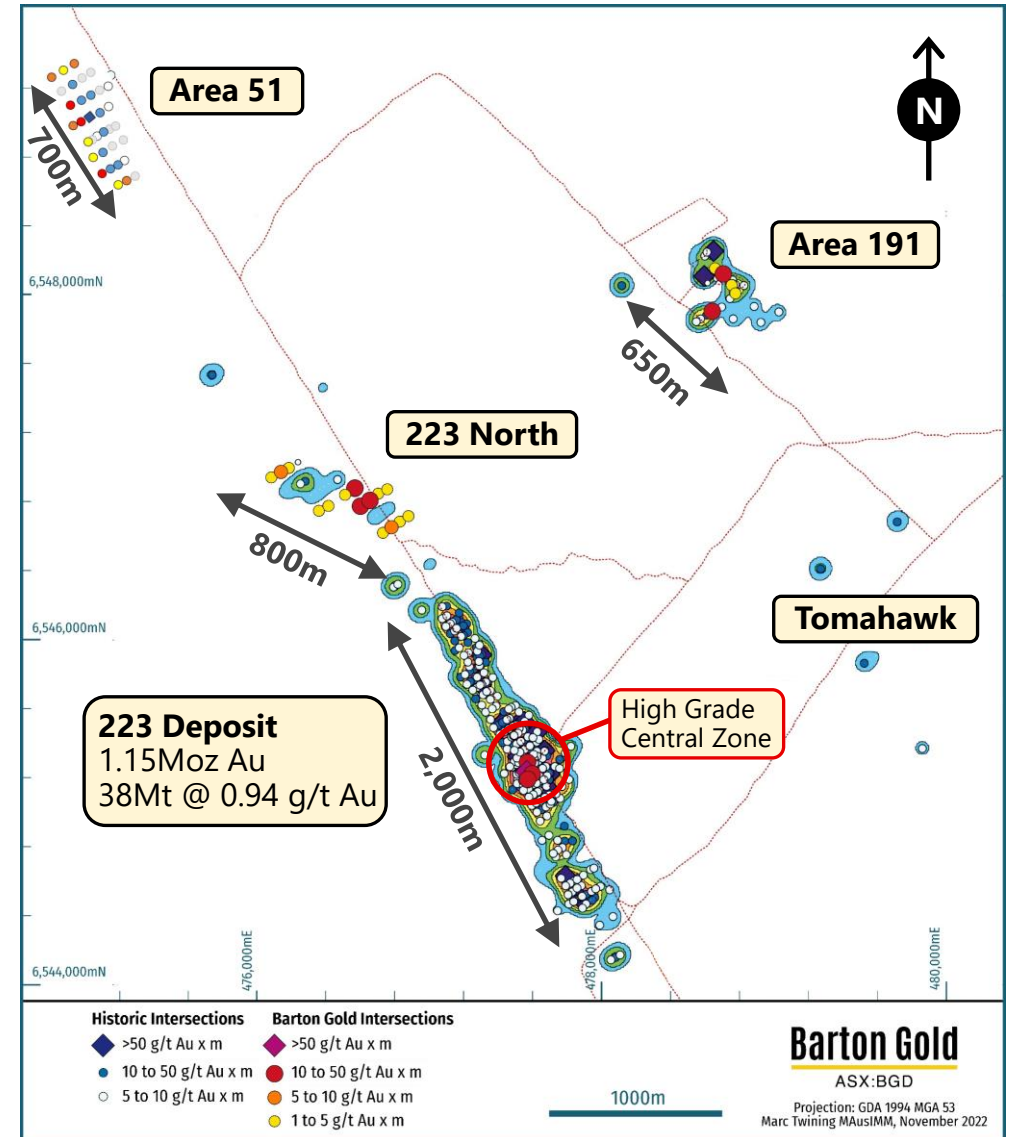 Area 51
N
700m
Area 191
6,548,000mN
650m
223 North
800m
6,546,000mN
Tomahawk
223 Deposit
1.15Moz Au
38Mt @ 0.94 g/t Au
High Grade
Central Zone
2,000m
476,000mE
478,000mE
480,000mE
6,544,000mN
Historic Intersections
>50 g/t Au x m
10 to 50 g/t Au x m
5 to 10 g/t Au x m
Barton Gold Intersections
>50 g/t Au x m
10 to 50 g/t Au x m
5 to 10 g/t Au x m
1 to 5 g/t Au x m
1000m
Barton Gold
ASX:BGD
Projection: GDA 1994 MGA 53
Marc Twining MAusIMM, November 2022